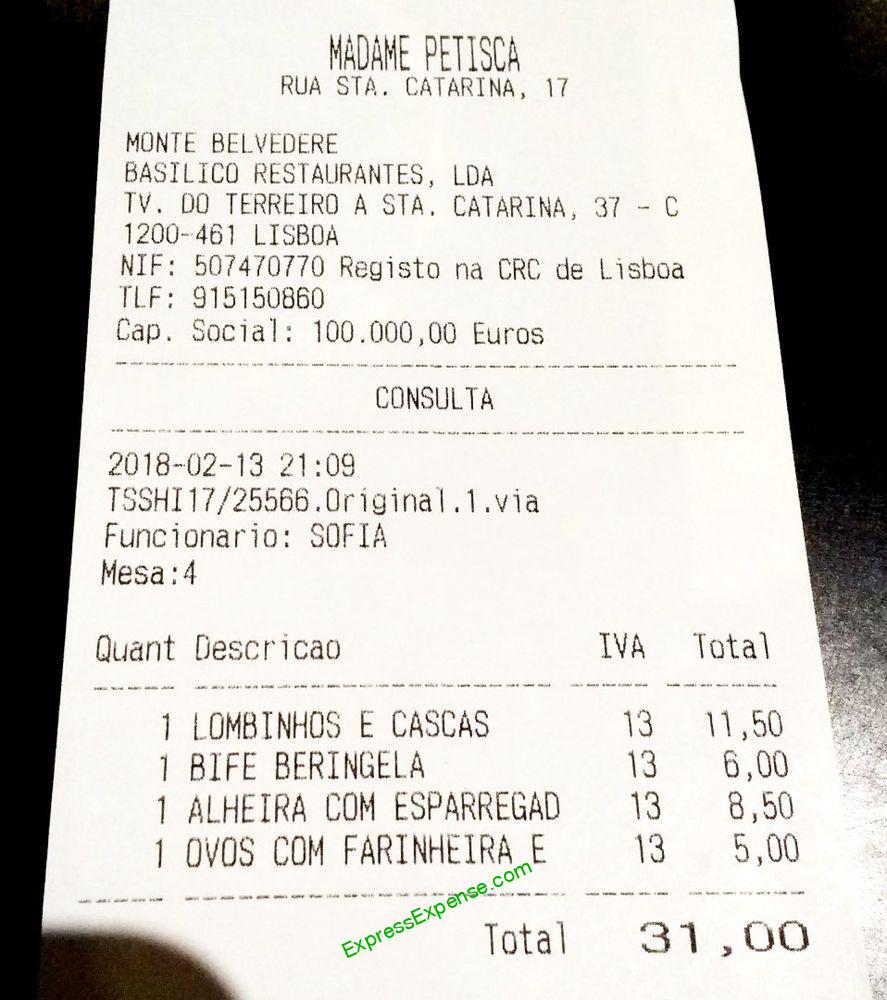 MADAME PETISCA
RUA STA. CATARINA, 17
MONTE BELVEDERE
BASILICO RESTAURANTES, LDA
TV. DO TERREIRO A STA. CATARINA, 37 - C
1200-461 LISBOA
NIF: 507470770 Registo na CRC de Lisboa
TLF: 915150860
Cap. Social: 100.000,00 Euros
CONSULTA
2018-02-13 21:09
TSSHI17/25566.Original.1.via
Funcionario: SOFIA
Mesa:4
Quant Descricao IVA Total
1 LOMBINHOS E CASCAS 13 11,50
1 BIFE BERINGELA 13 6,00
1 ALHEIRA COM ESPARREGAD 13 8,50
1 OVOS COM FARINHEIRA E 13 5,00
ExpressExpense.com
Total 31,00